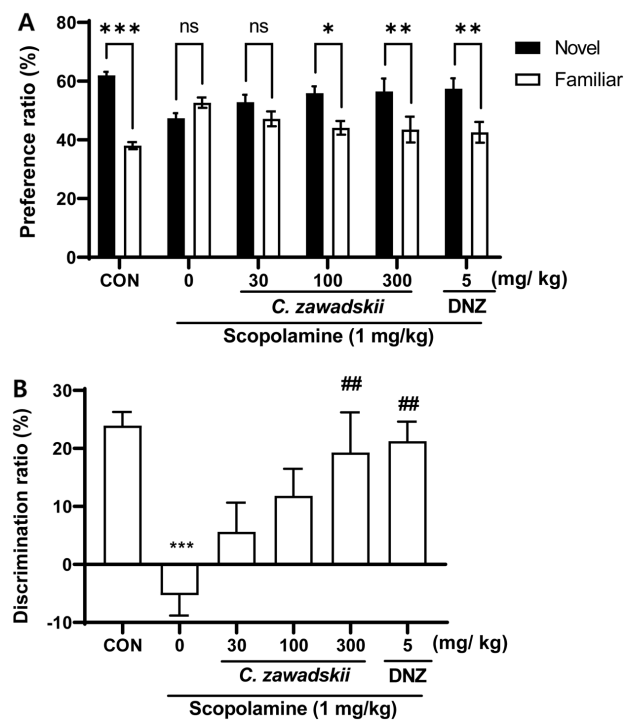 A
80
60
40
20
0
Preference ratio (%)
*** ns ns * ** **
Novel
Familiar
CON 0 30 100 300 5 (mg/ kg)
C. zawadskii DNZ
Scopolamine (1 mg/kg)
B
30
20
10
0
-10
Discrimination ratio (%)
*** ## ##
CON 0 30 100 300 5 (mg/ kg)
C. zawadskii DNZ
Scopolamine (1 mg/kg)